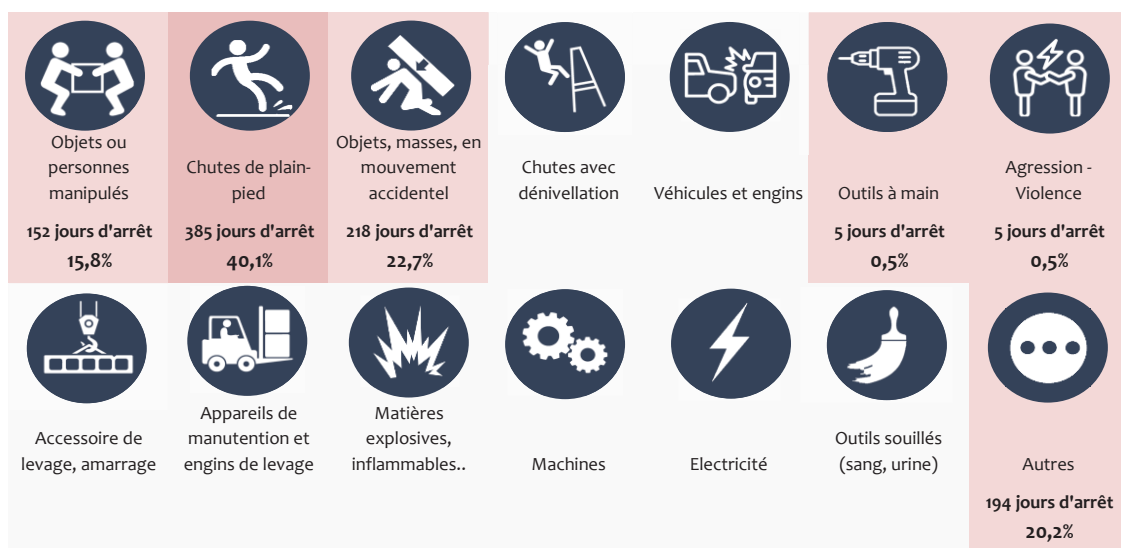 Objets ou
personnes
manipulés
152 jours d'arrêt
15,8%
Chutes de plain-
pied
385 jours d'arrêt
40,1%
Objets, masses, en
mouvement
accidentel
218 jours d'arrêt
22,7%
Chutes avec
dénivellation
Véhicules et engins
Outils à main
5 jours d'arrêt
0,5%
Agression -
Violence
5 jours d'arrêt
0,5%
Accessoire de
levage, amarrage
Appareils de
manutention et
engins de levage
Matières
explosives,
inflammables..
Machines
Electricité
Outils souillés
(sang, urine)
Autres
194 jours d'arrêt
20,2%